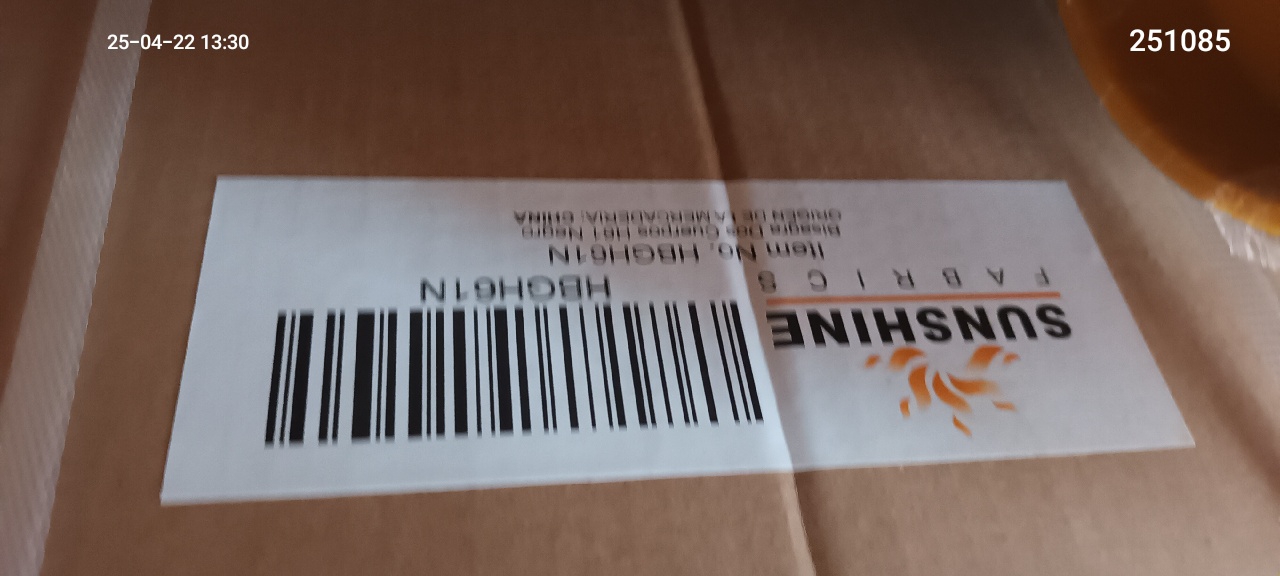 25-04-22 13:30
251085
SUNSHINE
FABRICS
HBGH61N
Item No. HBGH61N
Bisagra Dos Cuerpos H61 Negro
ORIGEN DE LA MERCADERIA: CHINA